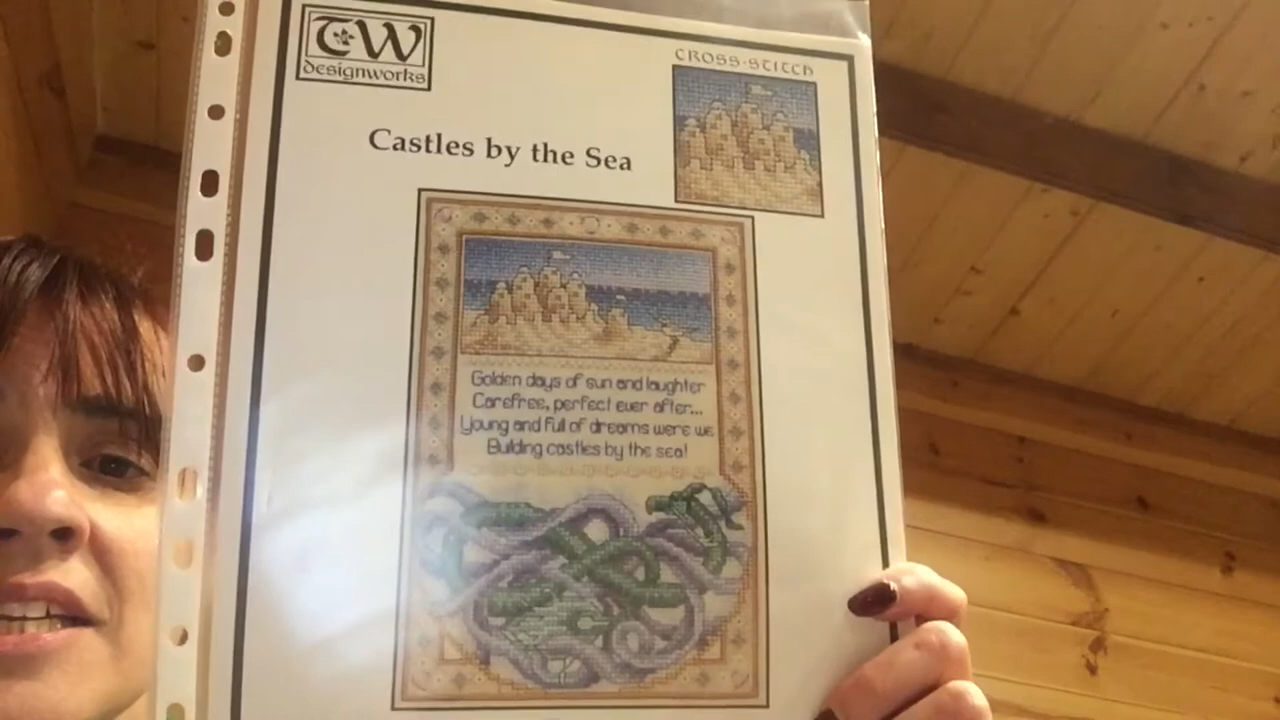 TW
designworks
CROSS-STITCH
Castles by the Sea
Golden days of sun and laughter
Carefree, perfect ever after...
Young and full of dreams were we
Building castles by the sea!